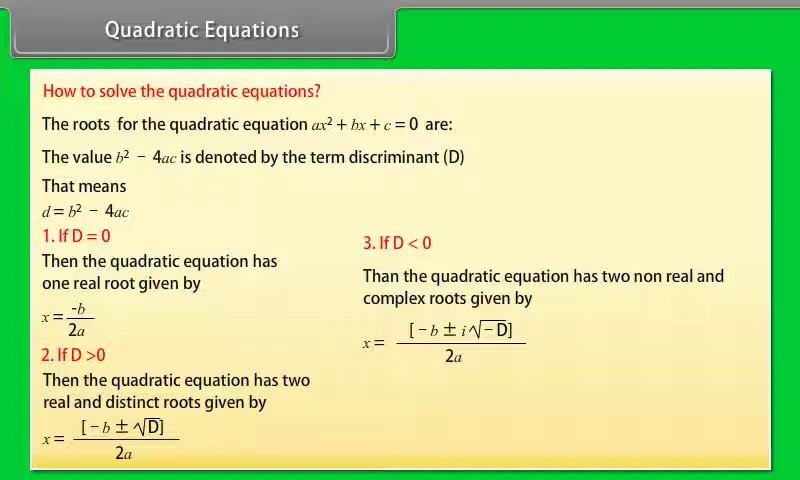 Quadratic Equations
How to solve the quadratic equations?
The roots for the quadratic equation ax² + bx + c = 0 are:
The value b² − 4ac is denoted by the term discriminant (D)
That means
d = b² − 4ac
1. If D = 0
Then the quadratic equation has
one real root given by
x = -b
2a
2. If D >0
Then the quadratic equation has two
real and distinct roots given by
x = [ − b ± √D]
2a
3. If D < 0
Than the quadratic equation has two non real and
complex roots given by
x = [ − b ± i√−D]
2a